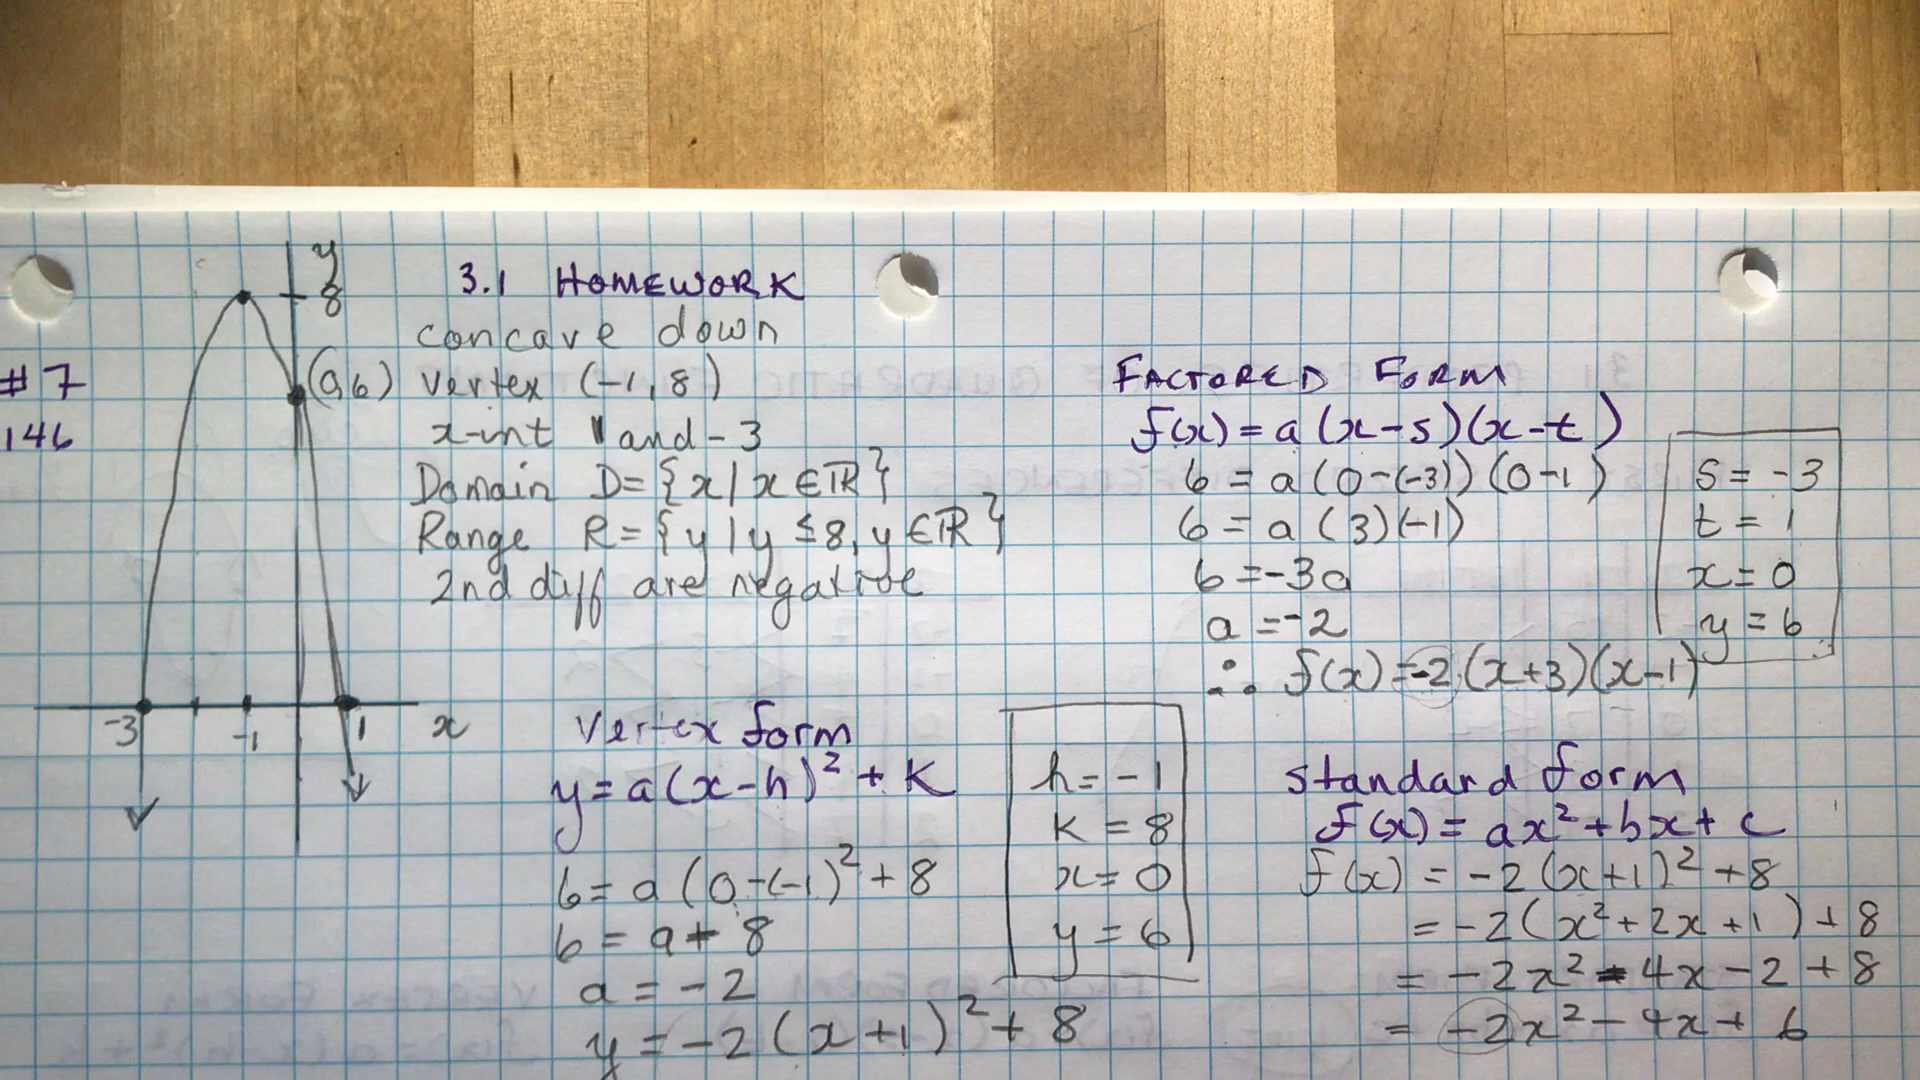 3.1 HOMEWORK
#7
146
y
8
(0,6)
-3
-1
1
x
concave down
vertex (-1,8)
x-int 1 and -3
Domain D={x|x∈ℝ}
Range R={y|y≤8, y∈ℝ}
2nd diff are negative
FACTORED FORM
f(x)=a(x-s)(x-t)
6=a(0-(-3))(0-1)
6=a(3)(-1)
6=-3a
a=-2
∴ f(x)=-2(x+3)(x-1)
s=-3
t=1
x=0
y=6
vertex form
y=a(x-h)²+K
6=a(0-(-1)²+8
6=a+8
a=-2
y=-2(x+1)²+8
h=-1
K=8
x=0
y=6
standard form
f(x)=ax²+bx+c
f(x)=-2(x+1)²+8
=-2(x²+2x+1)+8
=-2x²-4x-2+8
=-2x²-4x+6